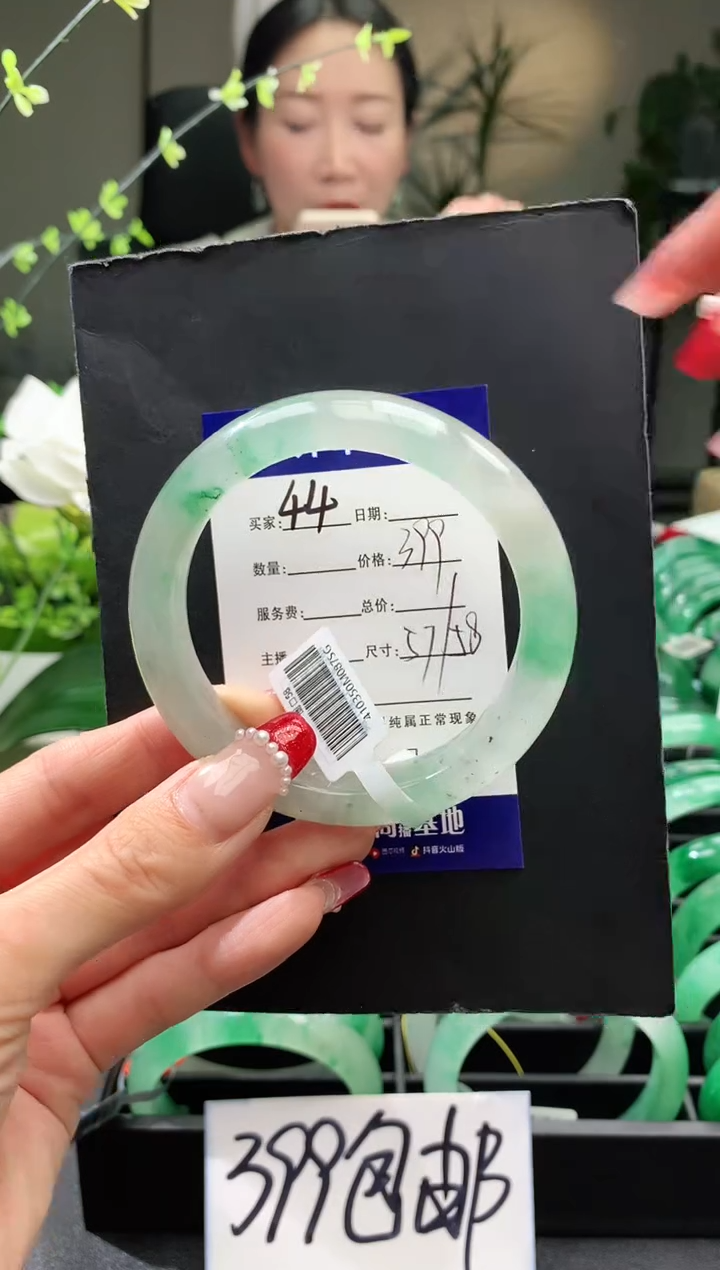 买家: 44 日期:
数量: 价格: 399
服务费: 总价: /
主播 尺寸: 57/58
纯属正常现象
播基地
抖音火山版
410350M0875G
399包邮